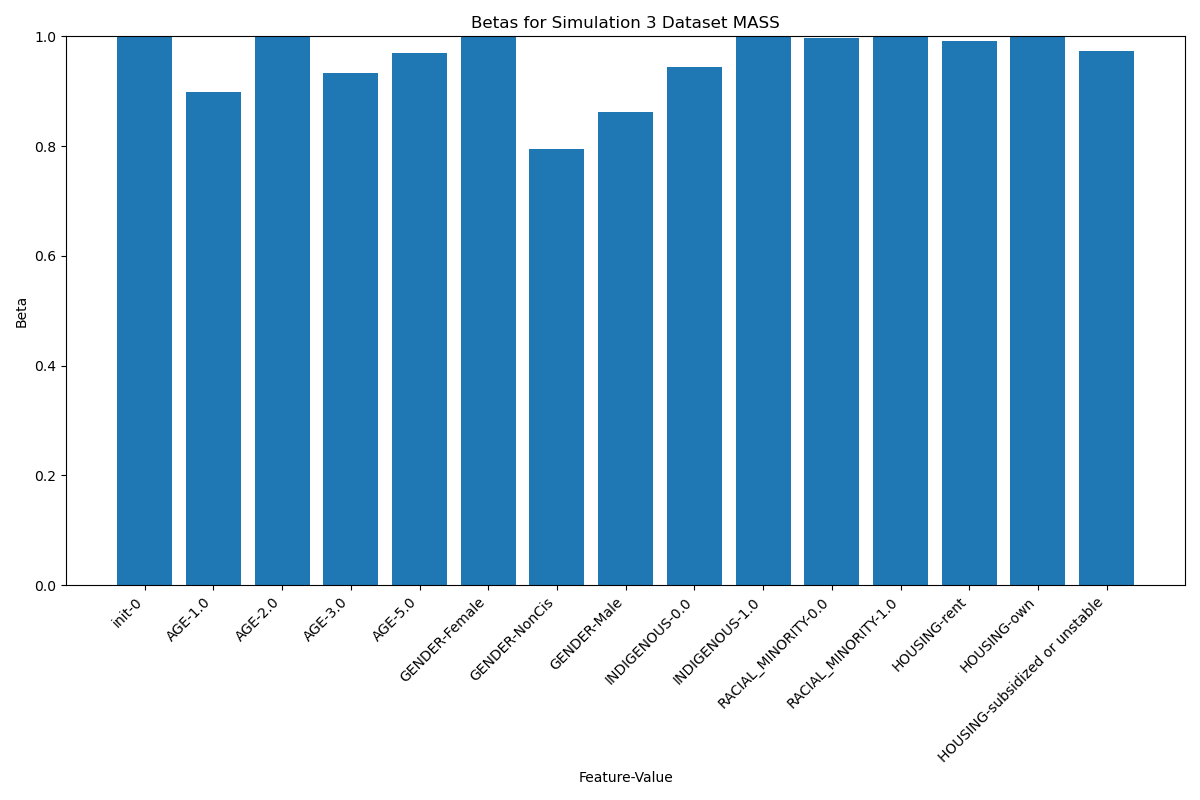 Betas for Simulation 3 Dataset MASS
1.0
0.8
0.6
0.4
0.2
0.0
Beta
init-0
AGE-1.0
AGE-2.0
AGE-3.0
AGE-5.0
GENDER-Female
GENDER-NonCis
GENDER-Male
INDIGENOUS-0.0
INDIGENOUS-1.0
RACIAL_MINORITY-0.0
RACIAL_MINORITY-1.0
HOUSING-rent
HOUSING-own
HOUSING-subsidized or unstable
Feature-Value